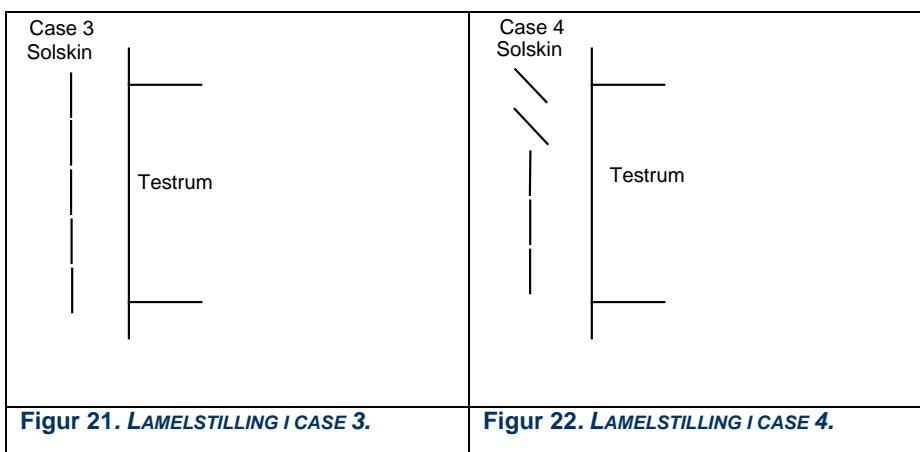 Case 3
Solskin
Testrum
Case 4
Solskin
Testrum
Figur 21. LAMELSTILLING I CASE 3.
Figur 22. LAMELSTILLING I CASE 4.